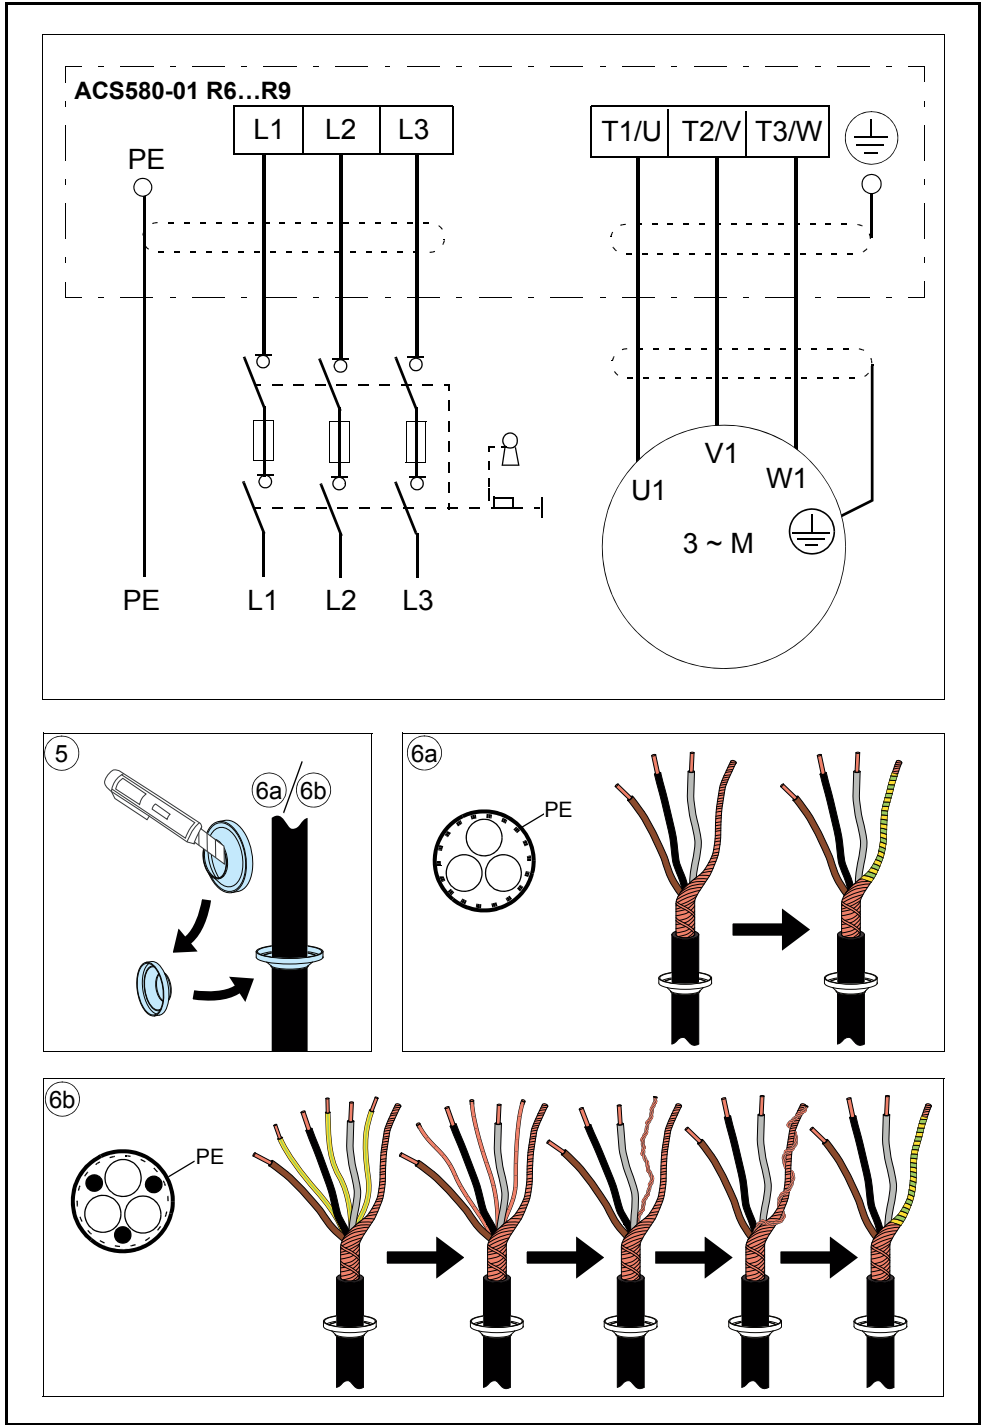 ACS580-01 R6…R9
L1 L2 L3
T1/U T2/V T3/W
PE
V1
U1
W1
3 ~ M
PE L1 L2 L3
5
6a 6b
6a
PE
6b
PE